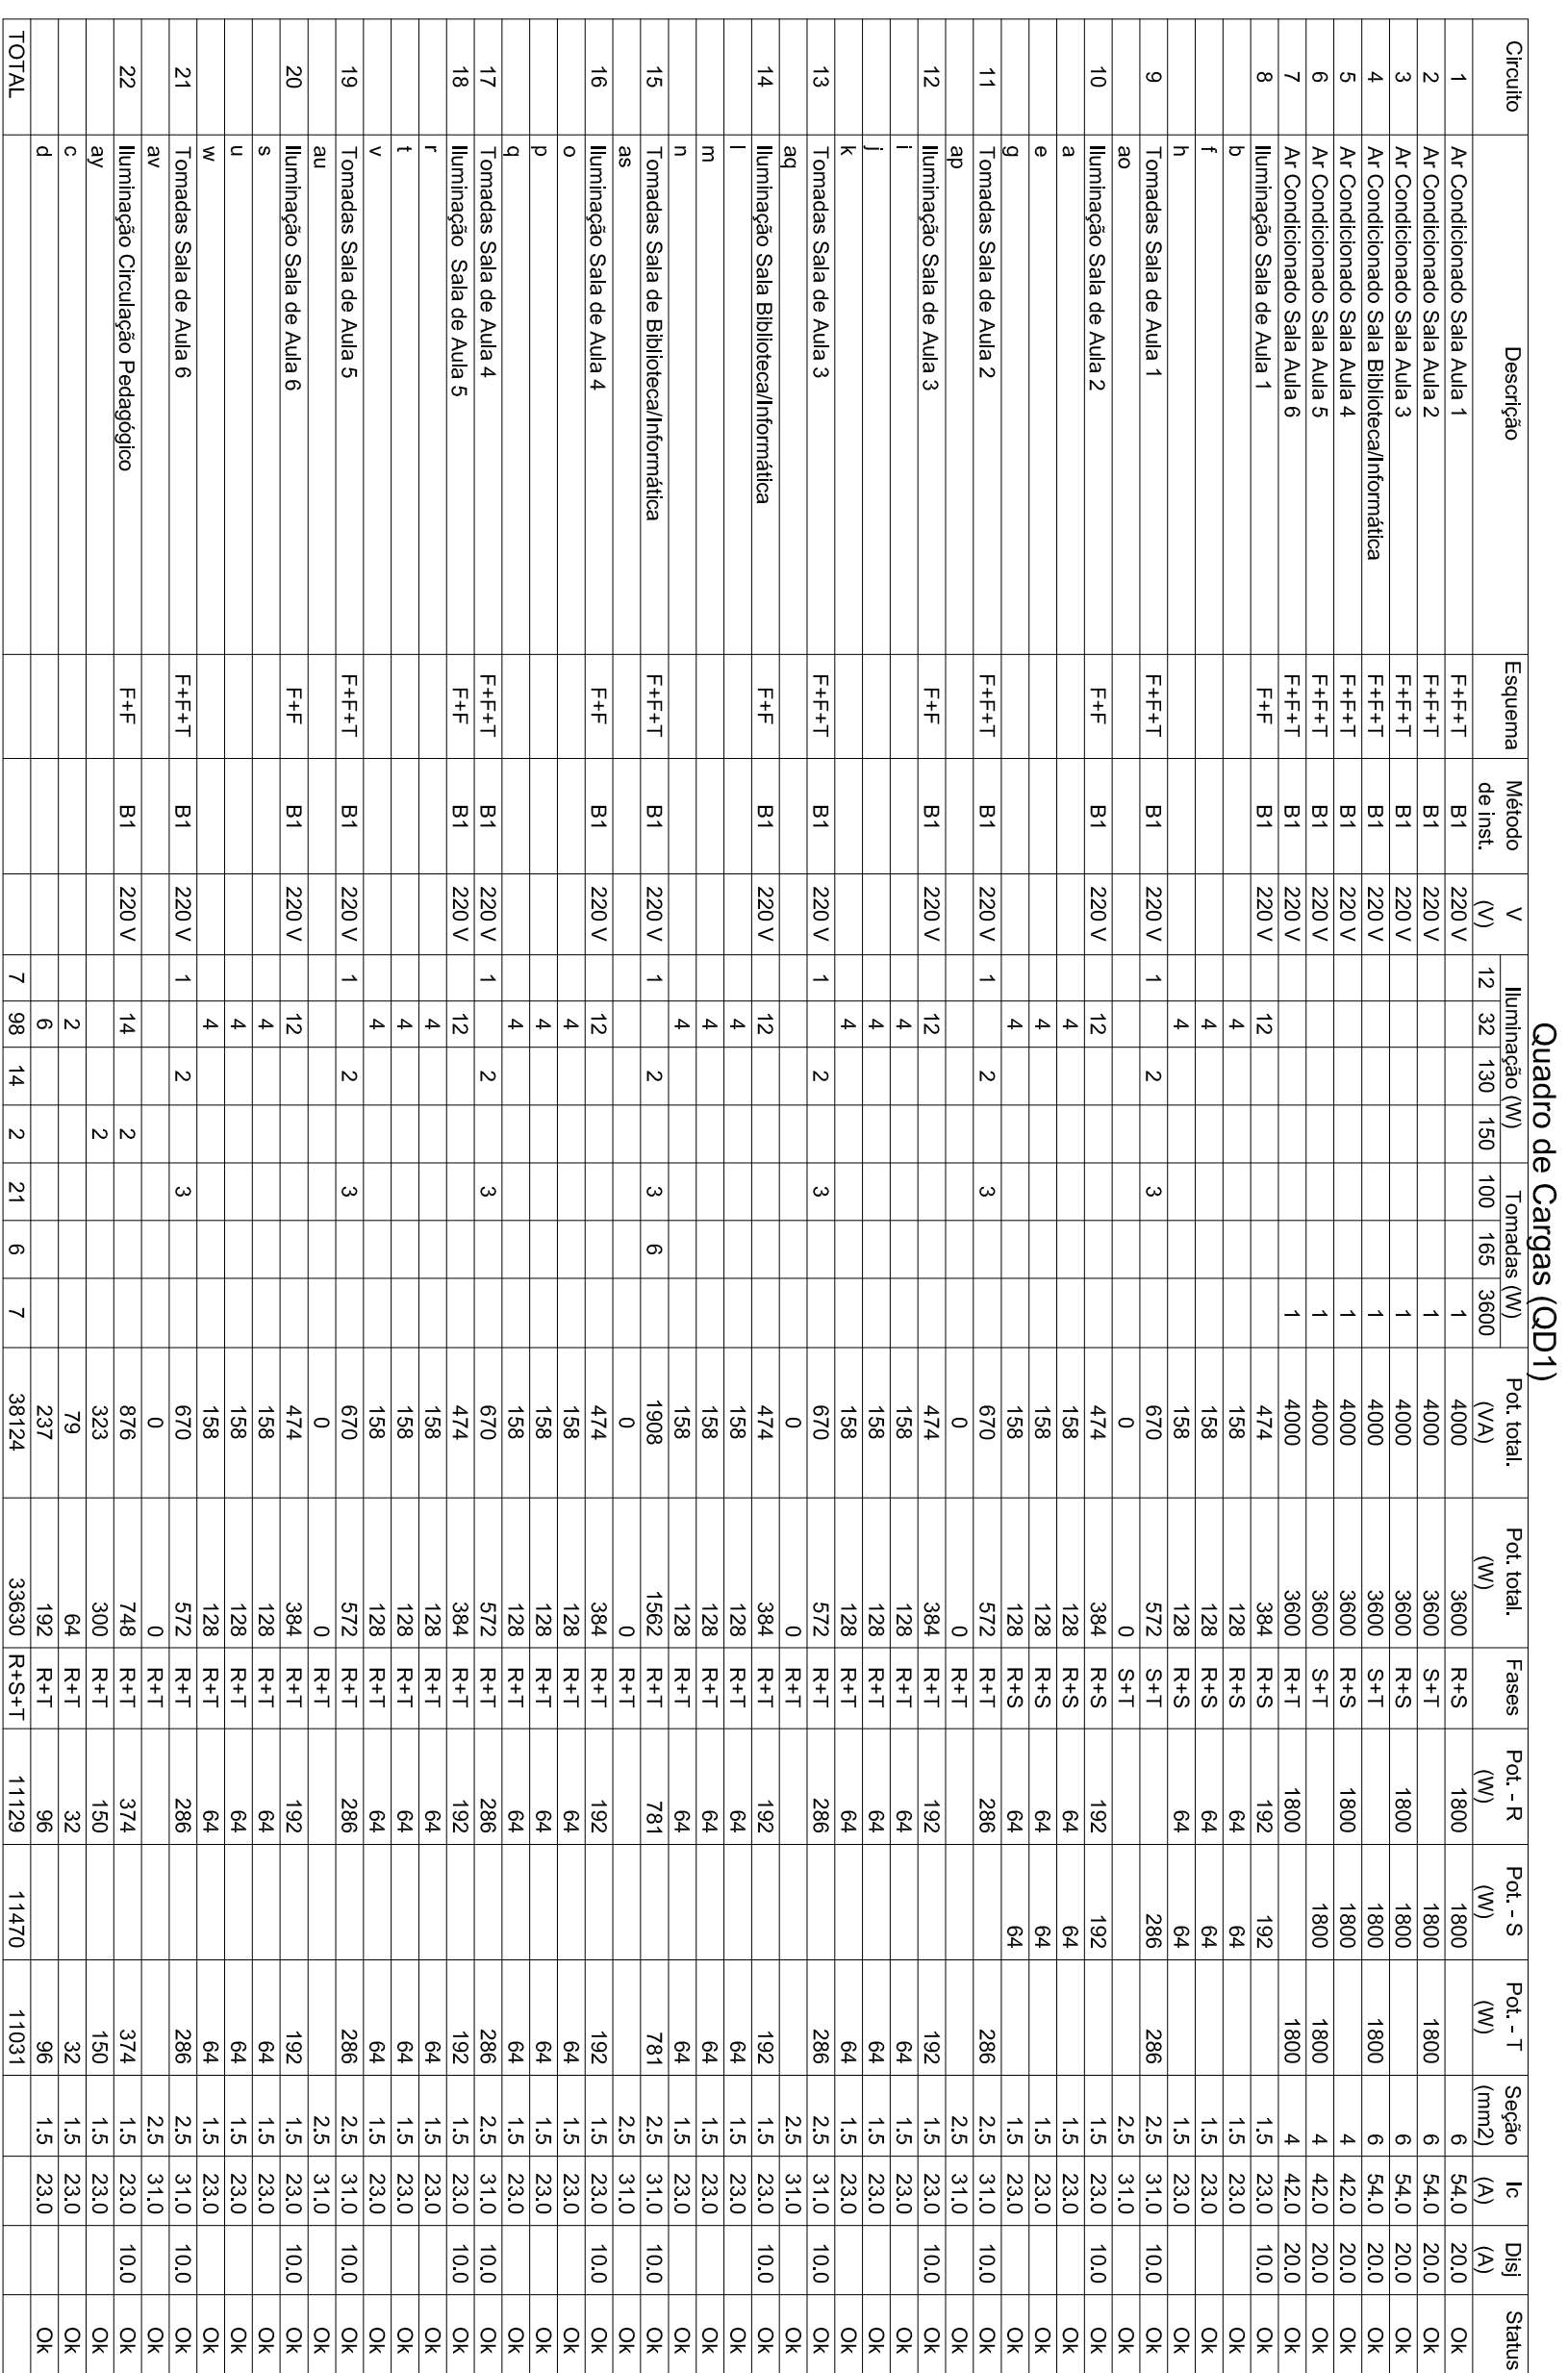 Quadro de Cargas (QD1)
Circuito Descrição Esquema Método de inst. V (V) Iluminação (W) Tomadas (W) Pot. total. (VA) Pot. total. (W) Fases Pot. - R (W) Pot. - S (W) Pot. - T (W) Seção (mm2) Ic (A) Disj (A) Status
12 32 130 150 100 165 3600
1 Ar Condicionado Sala Aula 1 F+F+T B1 220 V 1 4000 3600 R+S 1800 1800 6 54.0 20.0 Ok
2 Ar Condicionado Sala Aula 2 F+F+T B1 220 V 1 4000 3600 S+T 1800 1800 6 54.0 20.0 Ok
3 Ar Condicionado Sala Aula 3 F+F+T B1 220 V 1 4000 3600 R+S 1800 1800 6 54.0 20.0 Ok
4 Ar Condicionado Sala Biblioteca/Informática F+F+T B1 220 V 1 4000 3600 S+T 1800 1800 6 54.0 20.0 Ok
5 Ar Condicionado Sala Aula 4 F+F+T B1 220 V 1 4000 3600 R+S 1800 1800 4 42.0 20.0 Ok
6 Ar Condicionado Sala Aula 5 F+F+T B1 220 V 1 4000 3600 S+T 1800 1800 4 42.0 20.0 Ok
7 Ar Condicionado Sala Aula 6 F+F+T B1 220 V 1 4000 3600 R+T 1800 1800 4 42.0 20.0 Ok
8 Iluminação Sala de Aula 1 F+F B1 220 V 12 474 384 R+S 192 192 1.5 23.0 10.0 Ok
b 4 158 128 R+S 64 64 1.5 23.0 Ok
f 4 158 128 R+S 64 64 1.5 23.0 Ok
h 4 158 128 R+S 64 64 1.5 23.0 Ok
9 Tomadas Sala de Aula 1 F+F+T B1 220 V 1 2 3 670 572 S+T 286 286 2.5 31.0 10.0 Ok
ao 0 0 S+T 2.5 31.0 Ok
10 Iluminação Sala de Aula 2 F+F B1 220 V 12 474 384 R+S 192 192 1.5 23.0 10.0 Ok
a 4 158 128 R+S 64 64 1.5 23.0 Ok
e 4 158 128 R+S 64 64 1.5 23.0 Ok
g 4 158 128 R+S 64 64 1.5 23.0 Ok
11 Tomadas Sala de Aula 2 F+F+T B1 220 V 1 2 3 670 572 R+T 286 286 2.5 31.0 10.0 Ok
ap 0 0 R+T 2.5 31.0 Ok
12 Iluminação Sala de Aula 3 F+F B1 220 V 12 474 384 R+T 192 192 1.5 23.0 10.0 Ok
i 4 158 128 R+T 64 64 1.5 23.0 Ok
j 4 158 128 R+T 64 64 1.5 23.0 Ok
k 4 158 128 R+T 64 64 1.5 23.0 Ok
13 Tomadas Sala de Aula 3 F+F+T B1 220 V 1 2 3 670 572 R+T 286 286 2.5 31.0 10.0 Ok
aq 0 0 R+T 2.5 31.0 Ok
14 Iluminação Sala Biblioteca/Informática F+F B1 220 V 12 474 384 R+T 192 192 1.5 23.0 10.0 Ok
l 4 158 128 R+T 64 64 1.5 23.0 Ok
m 4 158 128 R+T 64 64 1.5 23.0 Ok
n 4 158 128 R+T 64 64 1.5 23.0 Ok
15 Tomadas Sala de Biblioteca/Informática F+F+T B1 220 V 1 2 3 6 1908 1562 R+T 781 781 2.5 31.0 10.0 Ok
as 0 0 R+T 2.5 31.0 Ok
16 Iluminação Sala de Aula 4 F+F B1 220 V 12 474 384 R+T 192 192 1.5 23.0 10.0 Ok
o 4 158 128 R+T 64 64 1.5 23.0 Ok
p 4 158 128 R+T 64 64 1.5 23.0 Ok
q 4 158 128 R+T 64 64 1.5 23.0 Ok
17 Tomadas Sala de Aula 4 F+F+T B1 220 V 1 2 3 670 572 R+T 286 286 2.5 31.0 10.0 Ok
18 Iluminação Sala de Aula 5 F+F B1 220 V 12 474 384 R+T 192 192 1.5 23.0 10.0 Ok
r 4 158 128 R+T 64 64 1.5 23.0 Ok
t 4 158 128 R+T 64 64 1.5 23.0 Ok
v 4 158 128 R+T 64 64 1.5 23.0 Ok
19 Tomadas Sala de Aula 5 F+F+T B1 220 V 1 2 3 670 572 R+T 286 286 2.5 31.0 10.0 Ok
au 0 0 R+T 2.5 31.0 Ok
20 Iluminação Sala de Aula 6 F+F B1 220 V 12 474 384 R+T 192 192 1.5 23.0 10.0 Ok
s 4 158 128 R+T 64 64 1.5 23.0 Ok
u 4 158 128 R+T 64 64 1.5 23.0 Ok
w 4 158 128 R+T 64 64 1.5 23.0 Ok
21 Tomadas Sala de Aula 6 F+F+T B1 220 V 1 2 3 670 572 R+T 286 286 2.5 31.0 10.0 Ok
av 0 0 R+T 2.5 31.0 Ok
22 Iluminação Circulação Pedagógico F+F B1 220 V 14 2 876 748 R+T 374 374 1.5 23.0 10.0 Ok
ay 2 323 300 R+T 150 150 1.5 23.0 Ok
c 2 79 64 R+T 32 32 1.5 23.0 Ok
d 6 237 192 R+T 96 96 1.5 23.0 Ok
TOTAL 7 98 14 2 21 6 7 38124 33630 R+S+T 11129 11470 11031